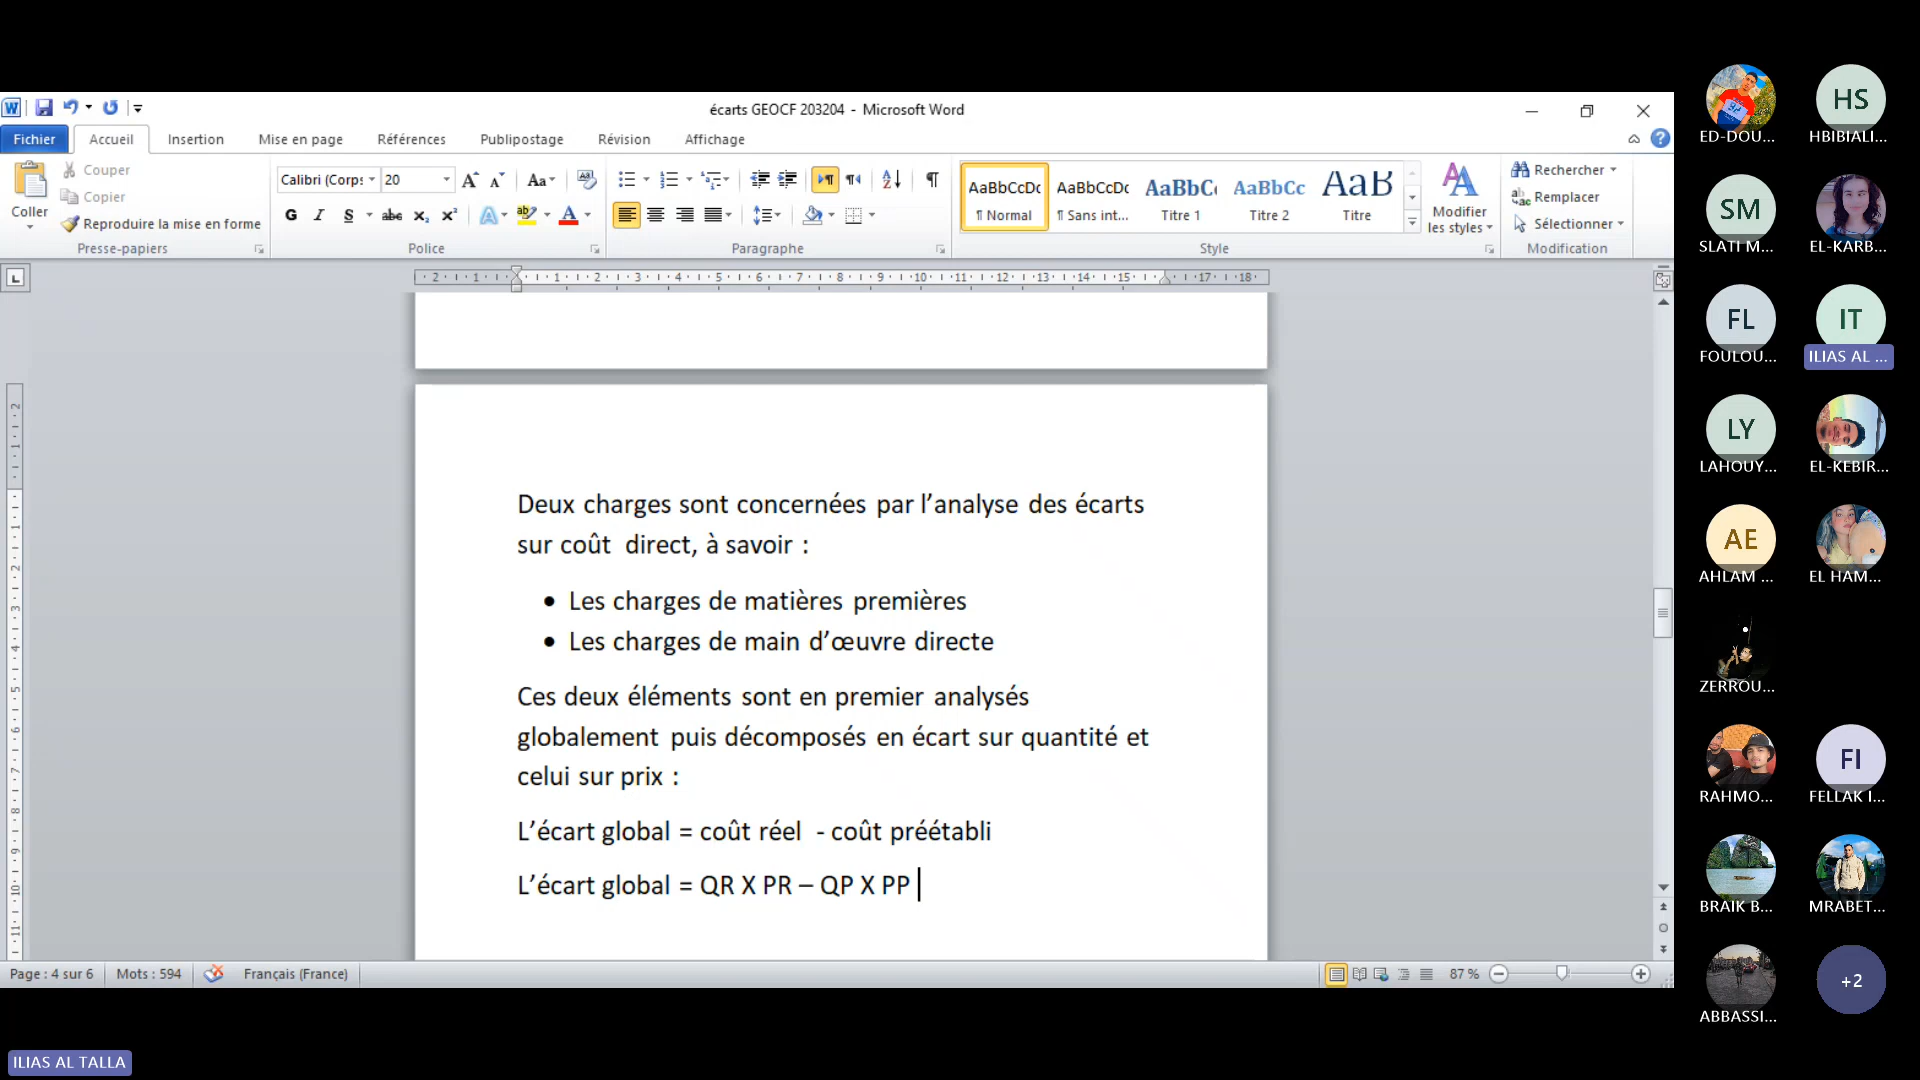 écarts GEOCF 203204 - Microsoft Word
Fichier Accueil Insertion Mise en page Références Publipostage Révision Affichage
Coller
Couper
Copier
Reproduire la mise en forme
Presse-papiers
Calibri (Corps 20
G I S abc x₂ x²
Police
Paragraphe
AaBbCcDc AaBbCcDc AaBbC AaBbCc AaB
¶ Normal ¶ Sans int... Titre 1 Titre 2 Titre
Modifier les styles
Style
Rechercher
Remplacer
Sélectionner
Modification
Deux charges sont concernées par l’analyse des écarts
sur coût direct, à savoir :
• Les charges de matières premières
• Les charges de main d’œuvre directe
Ces deux éléments sont en premier analysés
globalement puis décomposés en écart sur quantité et
celui sur prix :
L’écart global = coût réel - coût préétabli
L’écart global = QR X PR – QP X PP
Page : 4 sur 6 Mots : 594 Français (France) 87 %
ED-DOU...
HS
HBIBIALI...
SM
SLATI M...
EL-KARB...
FL
FOULOU...
IT
ILIAS AL ...
LY
LAHOUY...
EL-KEBIR...
AE
AHLAM ...
EL HAM...
ZERROU...
RAHMO...
FI
FELLAK I...
BRAIK B...
MRABET...
ABBASSI...
+2
ILIAS AL TALLA